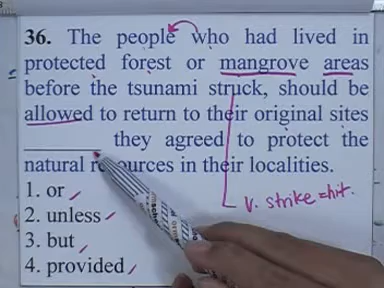 36. The people who had lived in
protected forest or mangrove areas
before the tsunami struck, should be
allowed to return to their original sites
__________ they agreed to protect the
natural resources in their localities.
1. or
2. unless
3. but
4. provided
v. strike = hit.